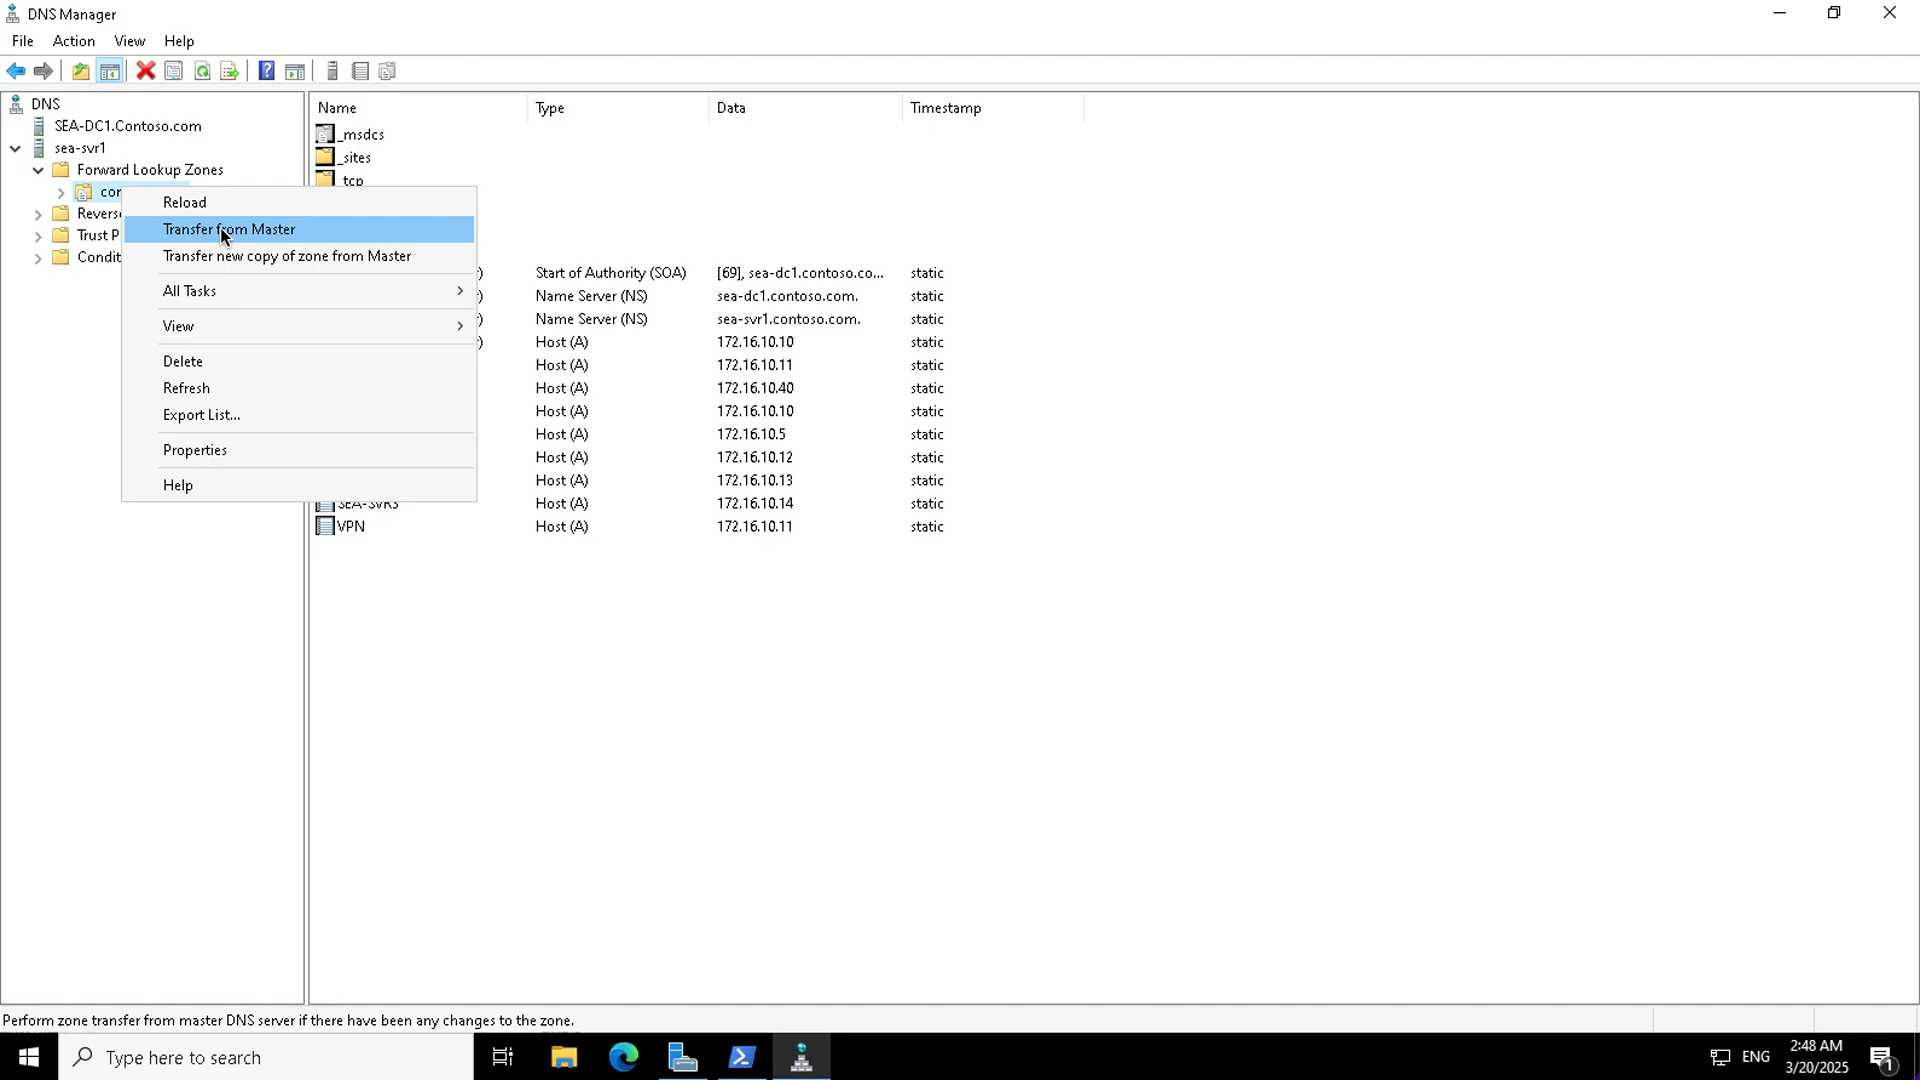 DNS Manager
File Action View Help
DNS
SEA-DC1.Contoso.com
sea-svr1
Forward Lookup Zones
Reload
Transfer from Master
Transfer new copy of zone from Master
All Tasks
View
Delete
Refresh
Export List...
Properties
Help
Name Type Data Timestamp
_msdcs
_sites
_tcp
Start of Authority (SOA) [69], sea-dc1.contoso.co... static
Name Server (NS) sea-dc1.contoso.com. static
Name Server (NS) sea-svr1.contoso.com. static
Host (A) 172.16.10.10 static
Host (A) 172.16.10.11 static
Host (A) 172.16.10.40 static
Host (A) 172.16.10.10 static
Host (A) 172.16.10.5 static
Host (A) 172.16.10.12 static
Host (A) 172.16.10.13 static
SEA-SVR3 Host (A) 172.16.10.14 static
VPN Host (A) 172.16.10.11 static
Perform zone transfer from master DNS server if there have been any changes to the zone.
Type here to search
ENG
2:48 AM
3/20/2025
1